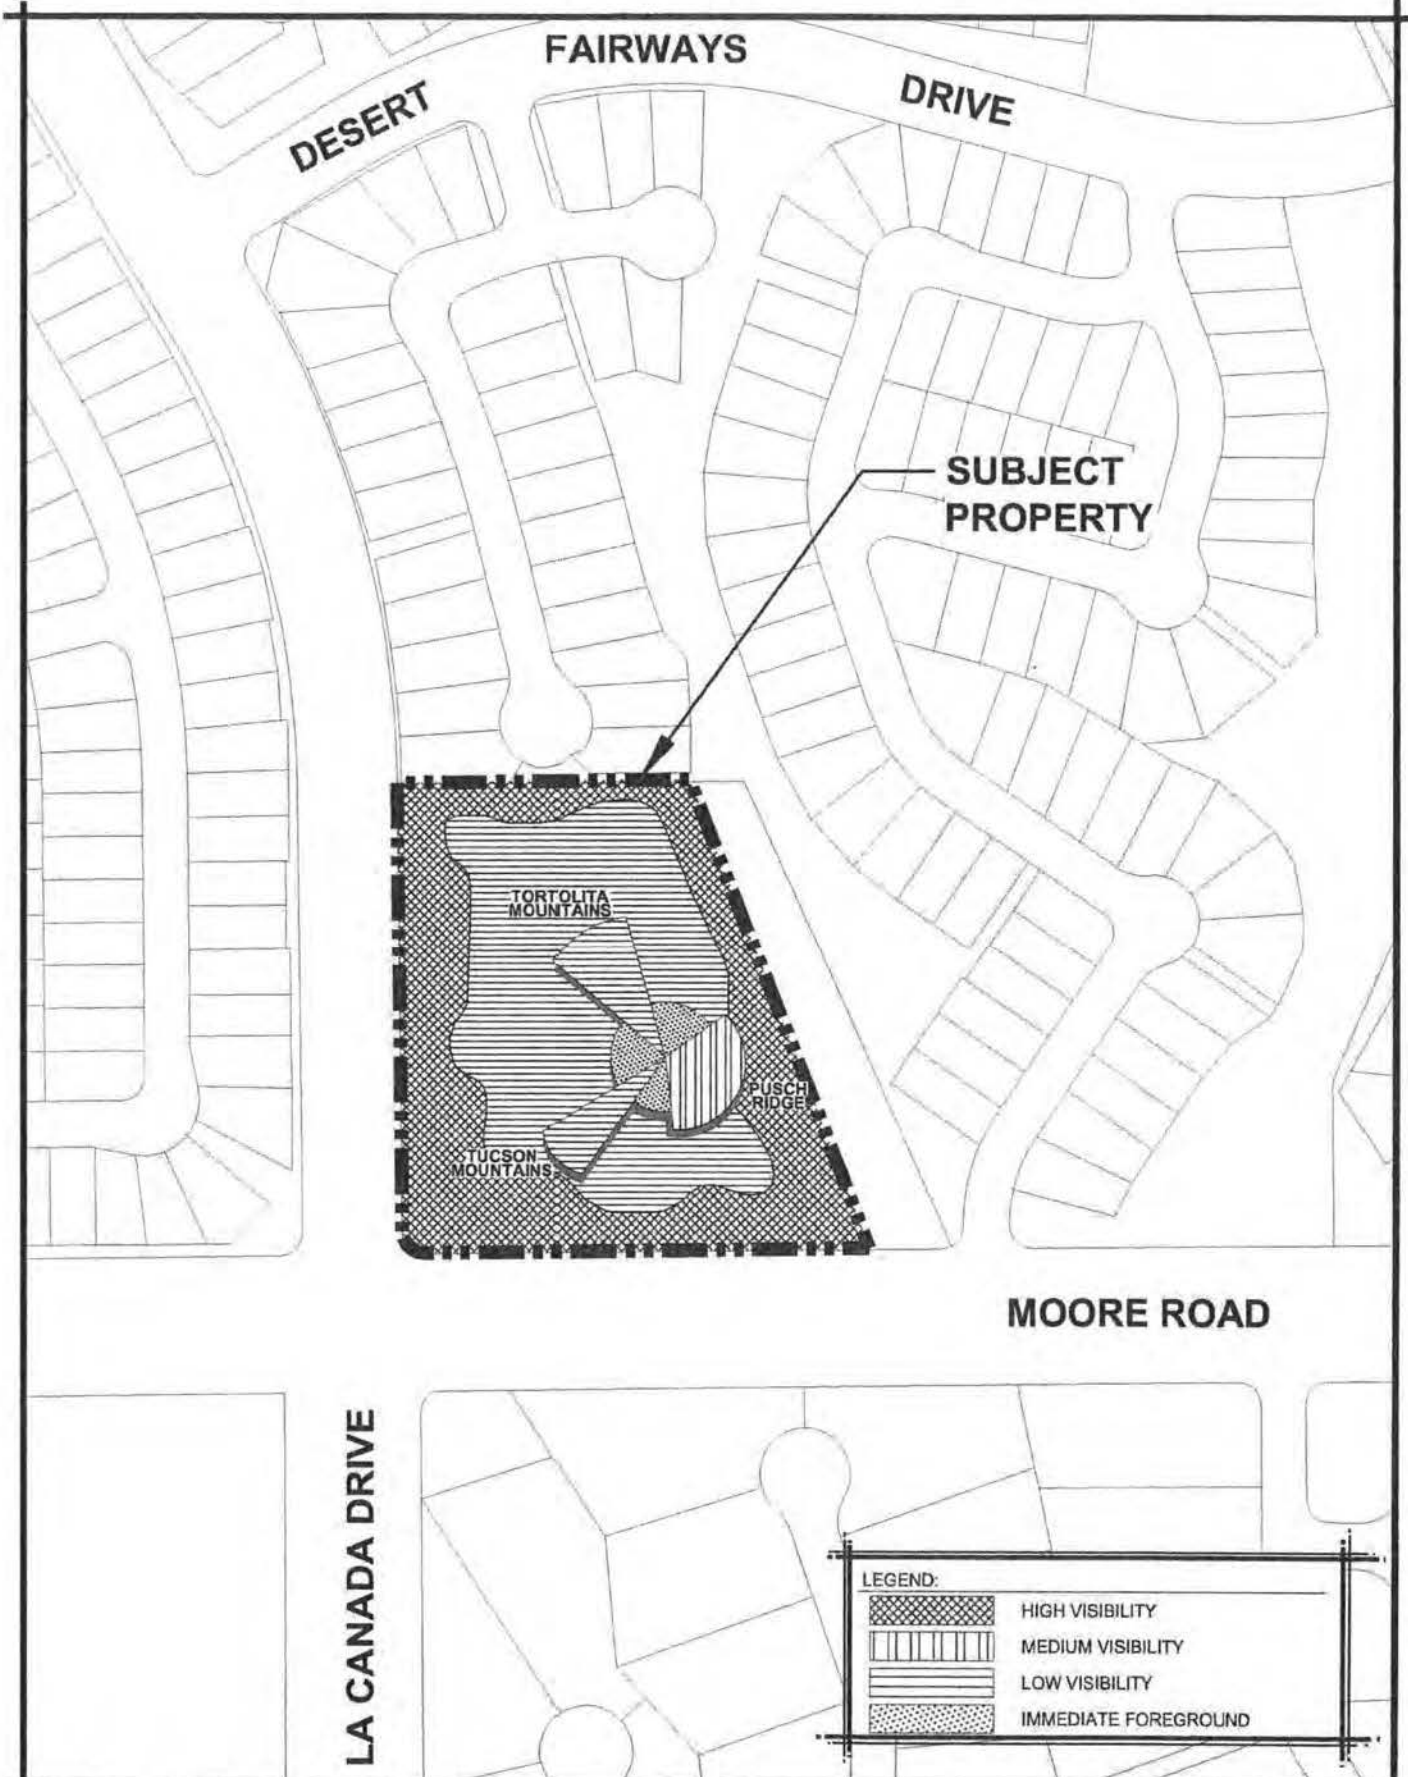 FAIRWAYS
DESERT
DRIVE
SUBJECT
PROPERTY
TORTOLITA
MOUNTAINS
PUSCH
RIDGE
TUCSON
MOUNTAINS
MOORE ROAD
LA CANADA DRIVE
LEGEND:
HIGH VISIBILITY
MEDIUM VISIBILITY
LOW VISIBILITY
IMMEDIATE FOREGROUND